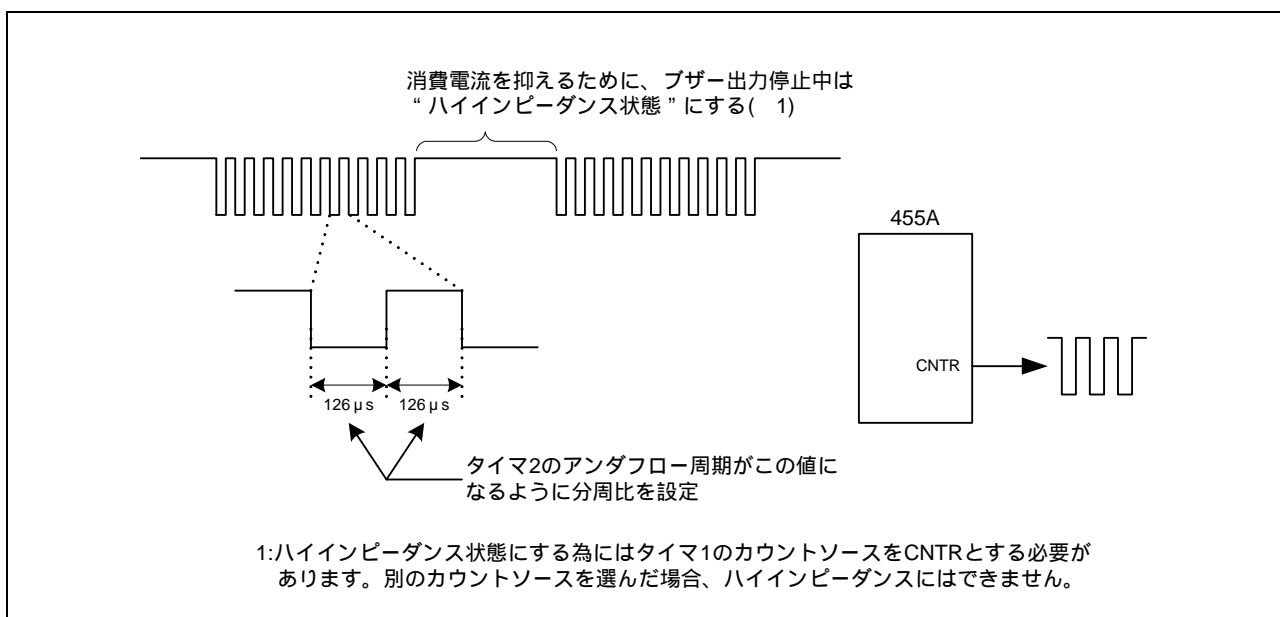 消費電流を抑えるために、ブザー出力停止中は
“ ハイインピーダンス状態 ” にする(　1)
455A
CNTR
126 μ s
126 μ s
タイマ2のアンダフロー周期がこの値に
なるように分周比を設定
1:ハイインピーダンス状態にする為にはタイマ1のカウントソースをCNTRとする必要が
あります。別のカウントソースを選んだ場合、ハイインピーダンスにはできません。